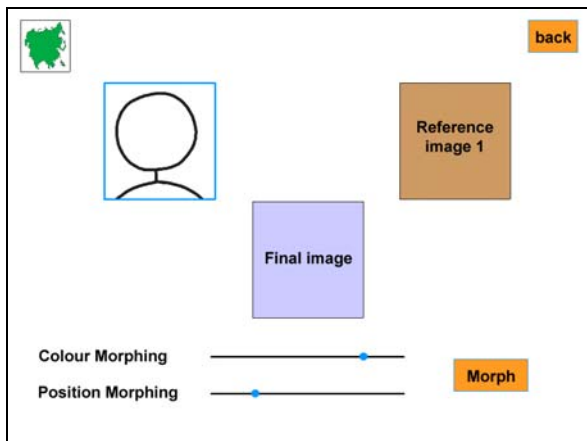 back
Reference
image 1
Final image
Colour Morphing
Position Morphing
Morph